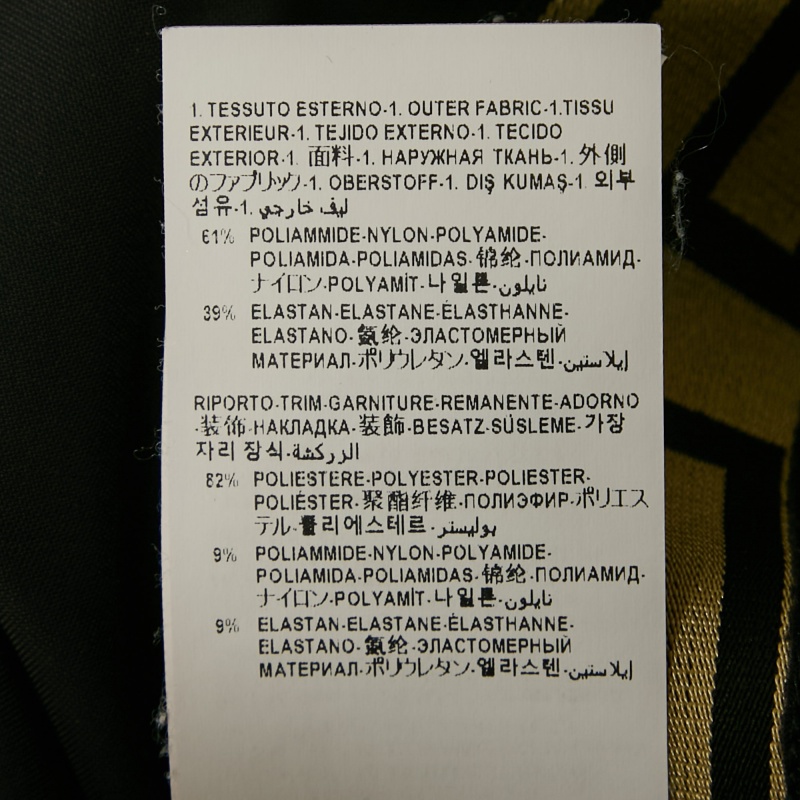 1. TESSUTO ESTERNO-1. OUTER FABRIC-1.TISSU
EXTERIEUR-1. TEJIDO EXTERNO-1. TECIDO
EXTERIOR-1. 面料-1. НАРУЖНАЯ ТКАНЬ-1. 外側
のファブリック-1. OBERSTOFF-1. DIŞ KUMAŞ-1. 외부
섬유-1. ليف خارجي
61% POLIAMMIDE-NYLON-POLYAMIDE-
POLIAMIDA-POLIAMIDAS-锦纶-ПОЛИАМИД-
ナイロン-POLYAMİT-나일론-نايلون
39% ELASTAN-ELASTANE-ÉLASTHANNE-
ELASTANO-氨纶-ЭЛАСТОМЕРНЫЙ
МАТЕРИАЛ-ポリウレタン-엘라스텐-إيلاستين
RIPORTO-TRIM-GARNITURE-REMANENTE-ADORNO
-装饰-НАКЛАДКА-装飾-BESATZ-SÜSLEME-가장
자리 장식-الزركشة
82% POLIESTERE-POLYESTER-POLIESTER-
POLIÉSTER-聚酯纤维-ПОЛИЭФИР-ポリエス
テル-폴리에스테르-بوليستر
9% POLIAMMIDE-NYLON-POLYAMIDE-
POLIAMIDA-POLIAMIDAS-锦纶-ПОЛИАМИД-
ナイロン-POLYAMİT-나일론-نايلون
9% ELASTAN-ELASTANE-ÉLASTHANNE-
ELASTANO-氨纶-ЭЛАСТОМЕРНЫЙ
МАТЕРИАЛ-ポリウレタン-엘라스텐-إيلاستين